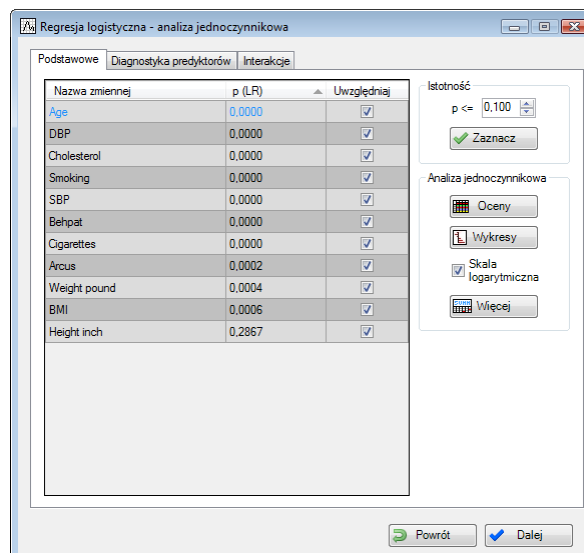 Regresja logistyczna - analiza jednoczynnikowa
Podstawowe Diagnostyka predyktorów Interakcje
Nazwa zmiennej p (LR) Uwzględniaj
Age 0,0000
DBP 0,0000
Cholesterol 0,0000
Smoking 0,0000
SBP 0,0000
Behpat 0,0000
Cigarettes 0,0000
Arcus 0,0002
Weight pound 0,0004
BMI 0,0006
Height inch 0,2867
Istotność
p <= 0,100
Zaznacz
Analiza jednoczynnikowa
Oceny
Wykresy
Skala
logarytmiczna
Więcej
Powrót Dalej